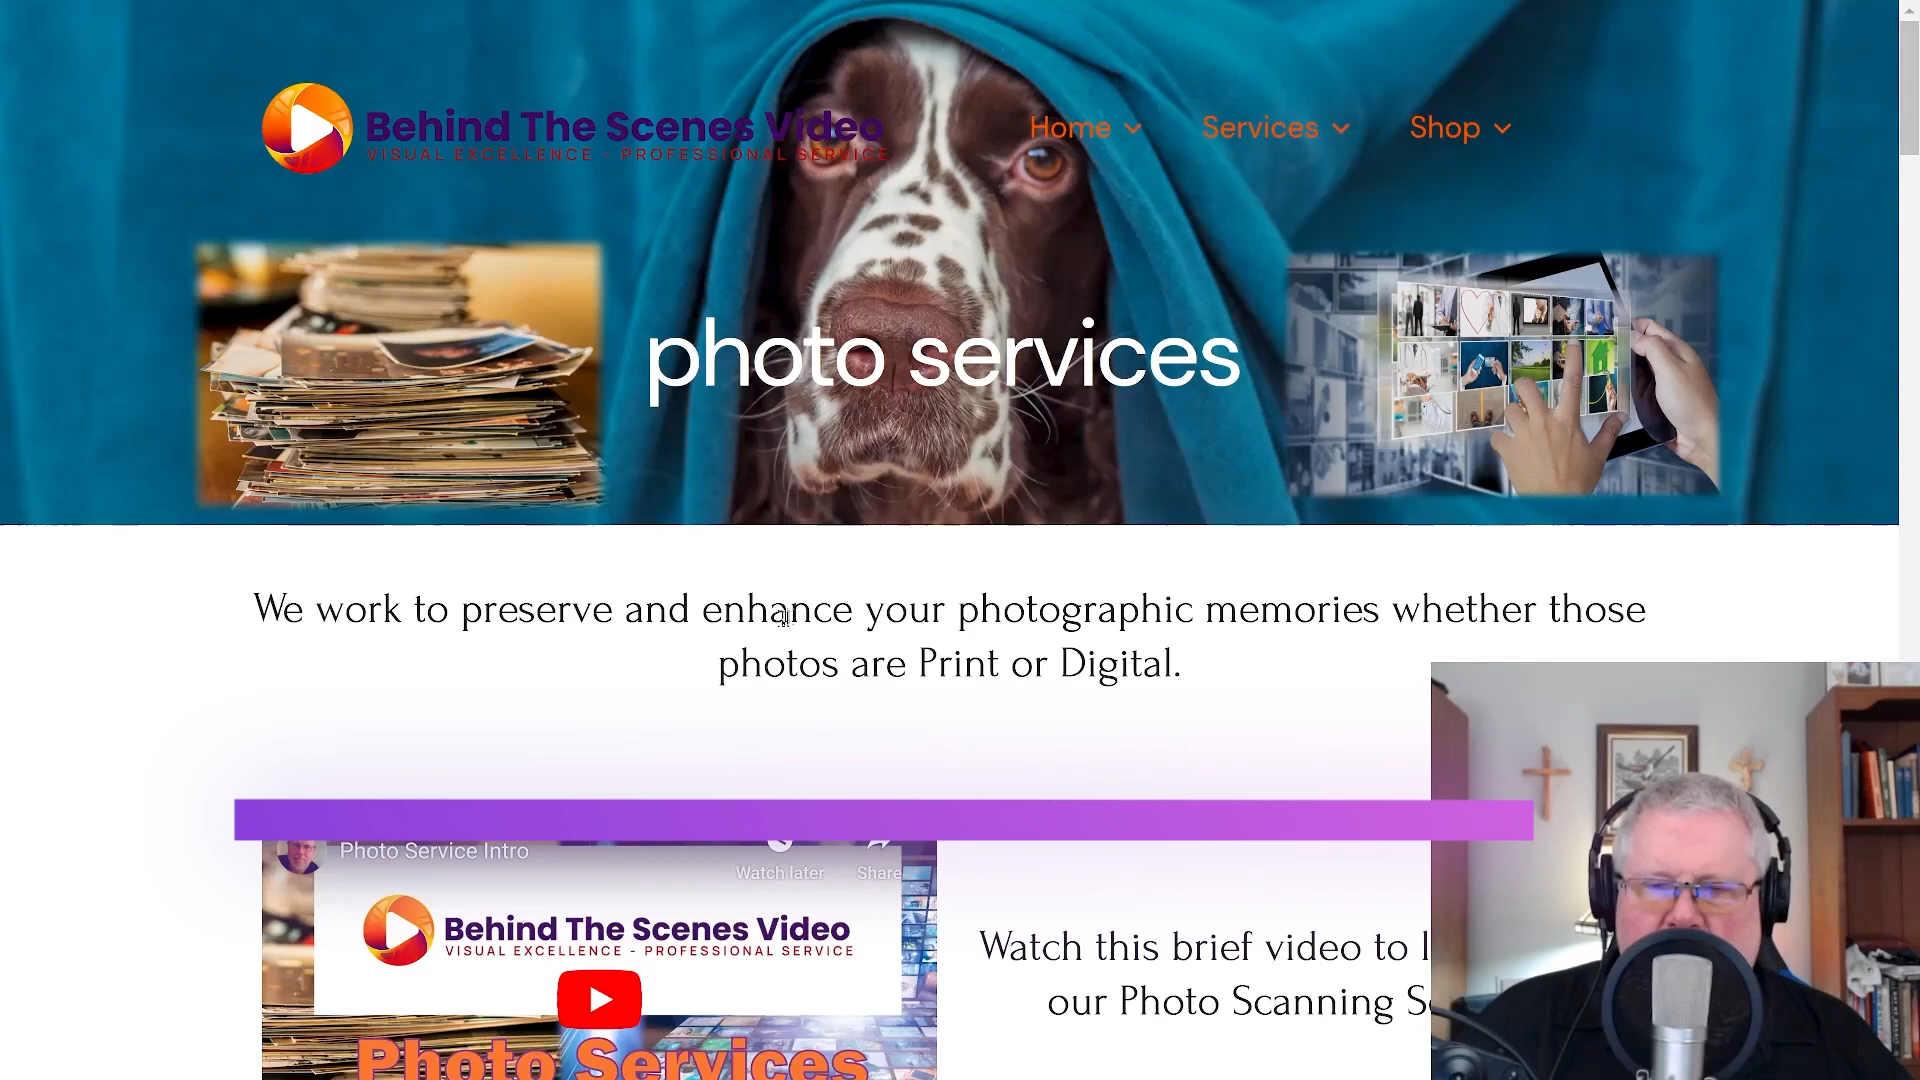 Behind The Scenes Video
VISUAL EXCELLENCE - PROFESSIONAL SERVICE
Home Services Shop
photo services
We work to preserve and enhance your photographic memories whether those
photos are Print or Digital.
Photo Service Intro
Watch later Share
Behind The Scenes Video
VISUAL EXCELLENCE - PROFESSIONAL SERVICE
Photo Services
Watch this brief video to
our Photo Scanning